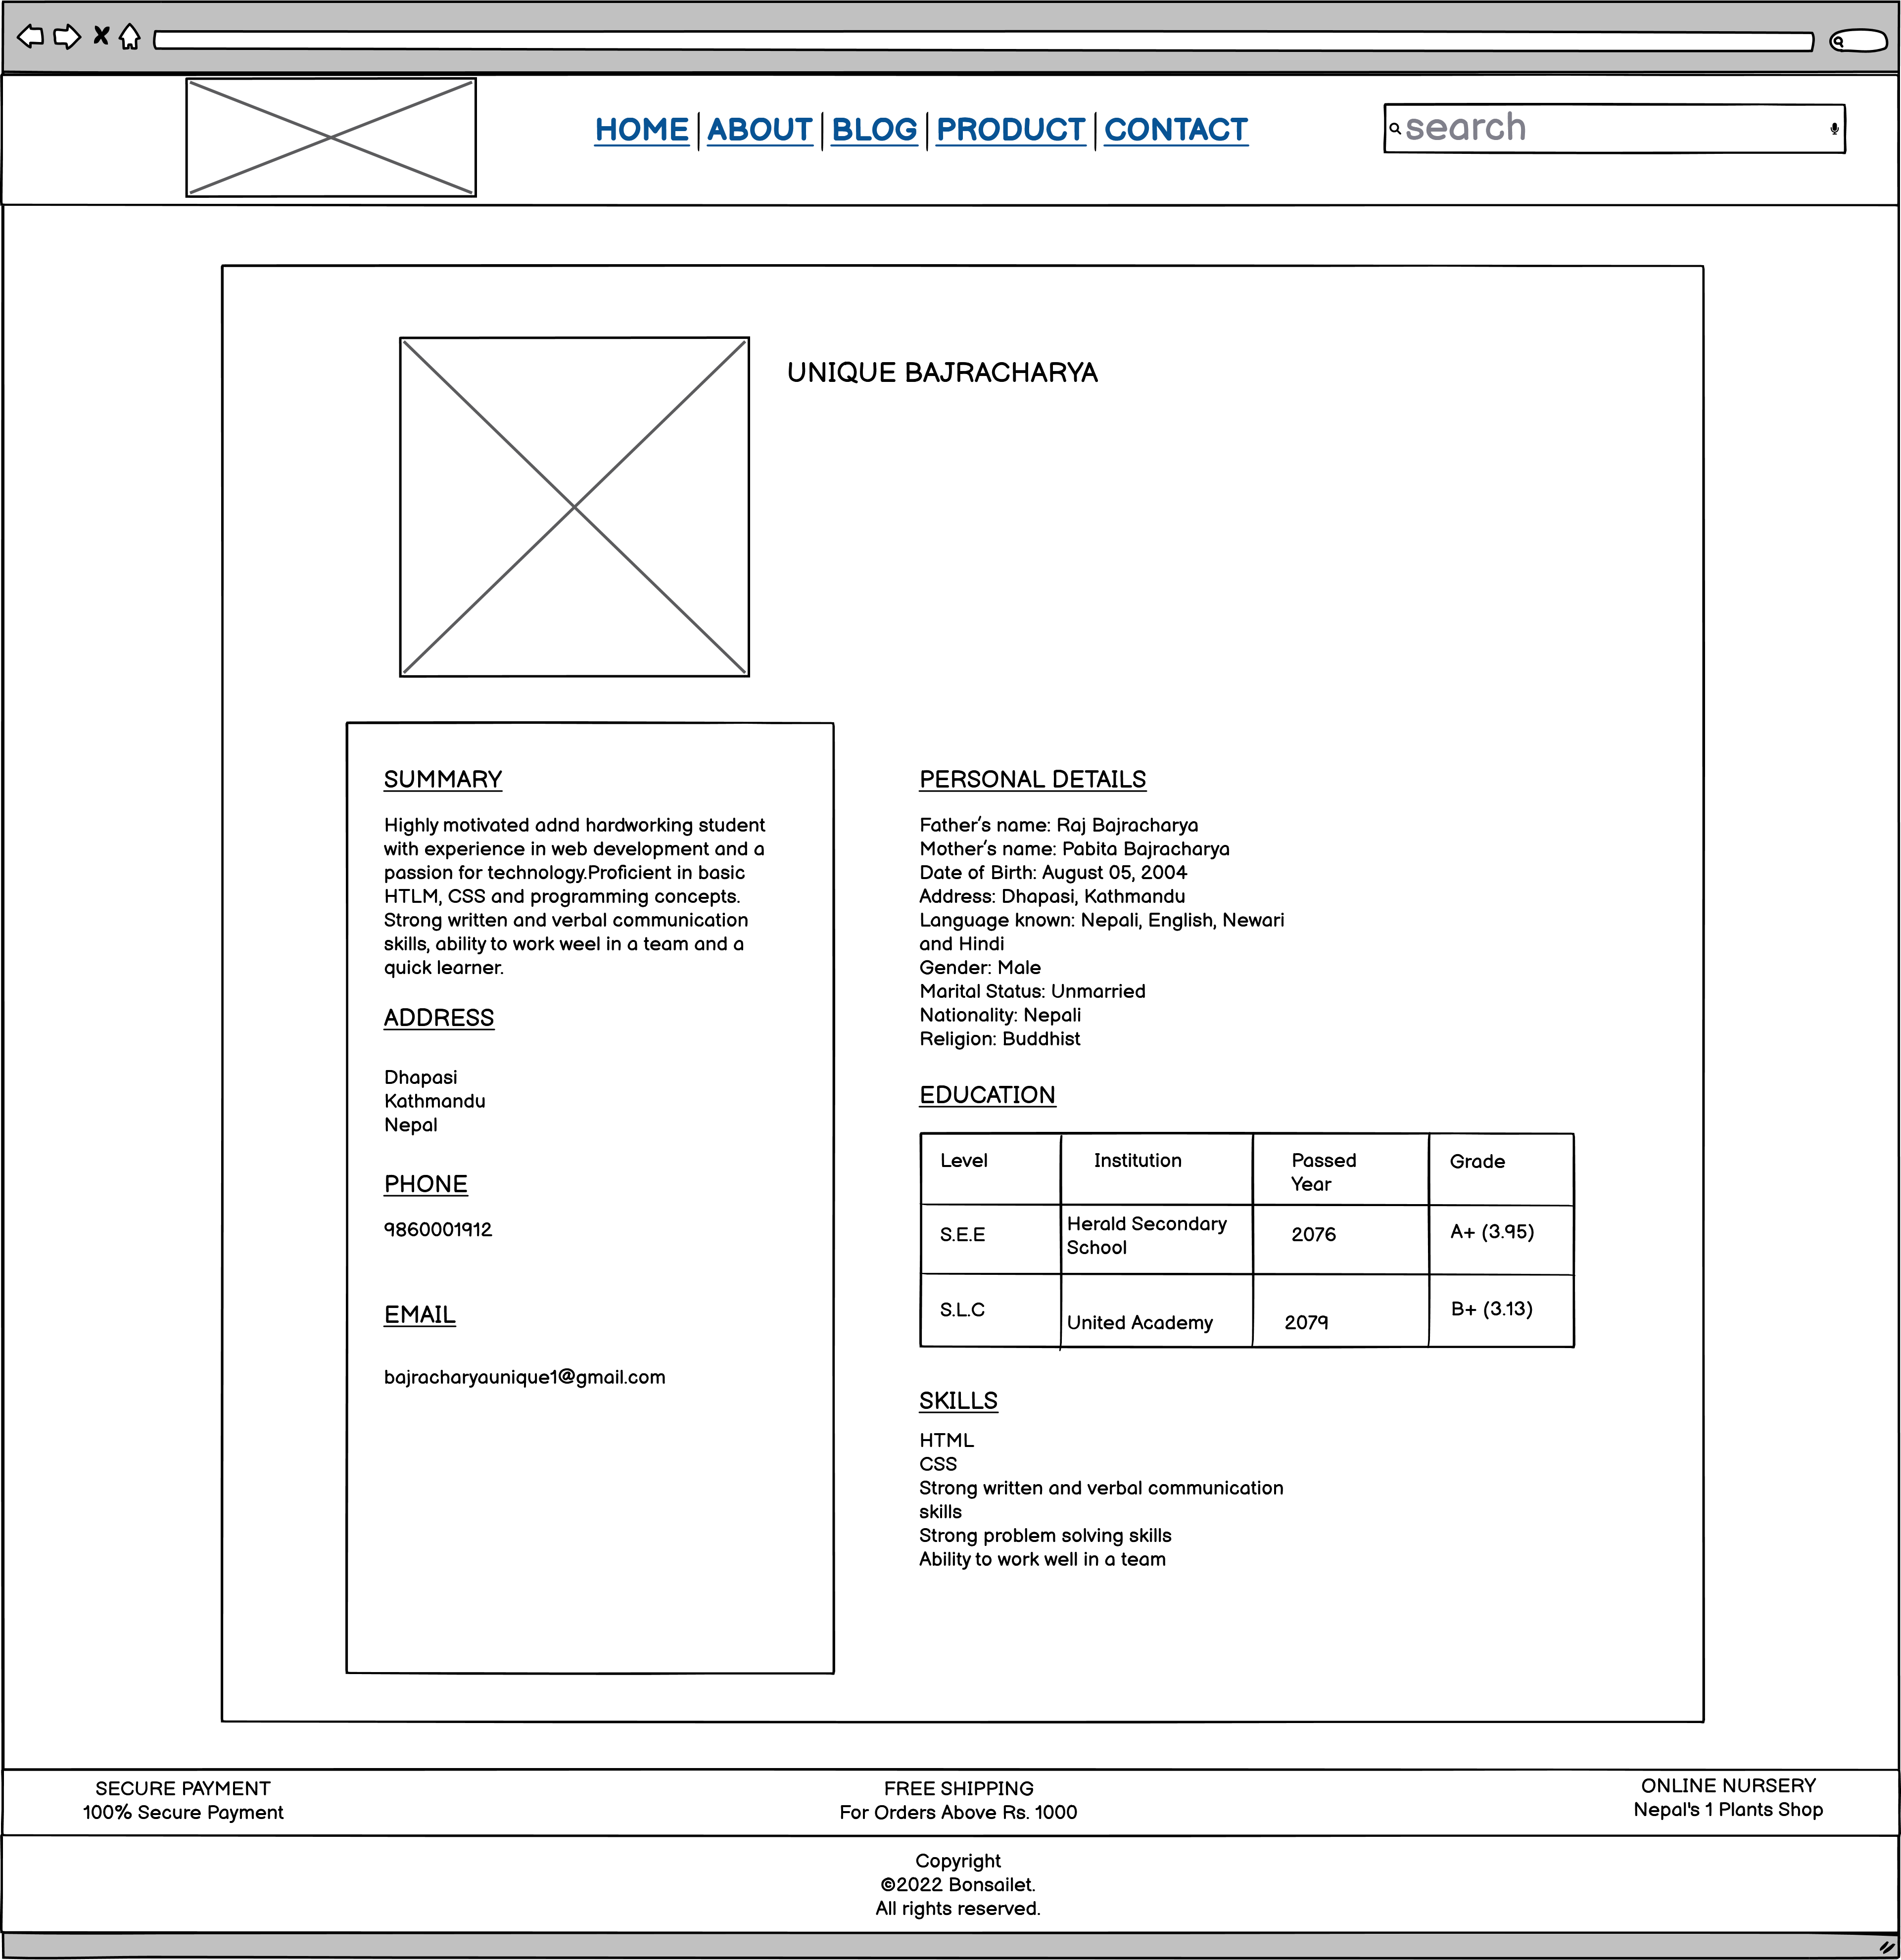 HOME | ABOUT | BLOG | PRODUCT | CONTACT
search
UNIQUE BAJRACHARYA
SUMMARY
Highly motivated adnd hardworking student
with experience in web development and a
passion for technology.Proficient in basic
HTLM, CSS and programming concepts.
Strong written and verbal communication
skills, ability to work weel in a team and a
quick learner.
ADDRESS
Dhapasi
Kathmandu
Nepal
PHONE
9860001912
EMAIL
bajracharyaunique1@gmail.com
PERSONAL DETAILS
Father's name: Raj Bajracharya
Mother's name: Pabita Bajracharya
Date of Birth: August 05, 2004
Address: Dhapasi, Kathmandu
Language known: Nepali, English, Newari
and Hindi
Gender: Male
Marital Status: Unmarried
Nationality: Nepali
Religion: Buddhist
EDUCATION
Level
Institution
Passed
Year
Grade
S.E.E
Herald Secondary
School
2076
A+ (3.95)
S.L.C
United Academy
2079
B+ (3.13)
SKILLS
HTML
CSS
Strong written and verbal communication
skills
Strong problem solving skills
Ability to work well in a team
SECURE PAYMENT
100% Secure Payment
FREE SHIPPING
For Orders Above Rs. 1000
ONLINE NURSERY
Nepal's 1 Plants Shop
Copyright
©2022 Bonsailet.
All rights reserved.